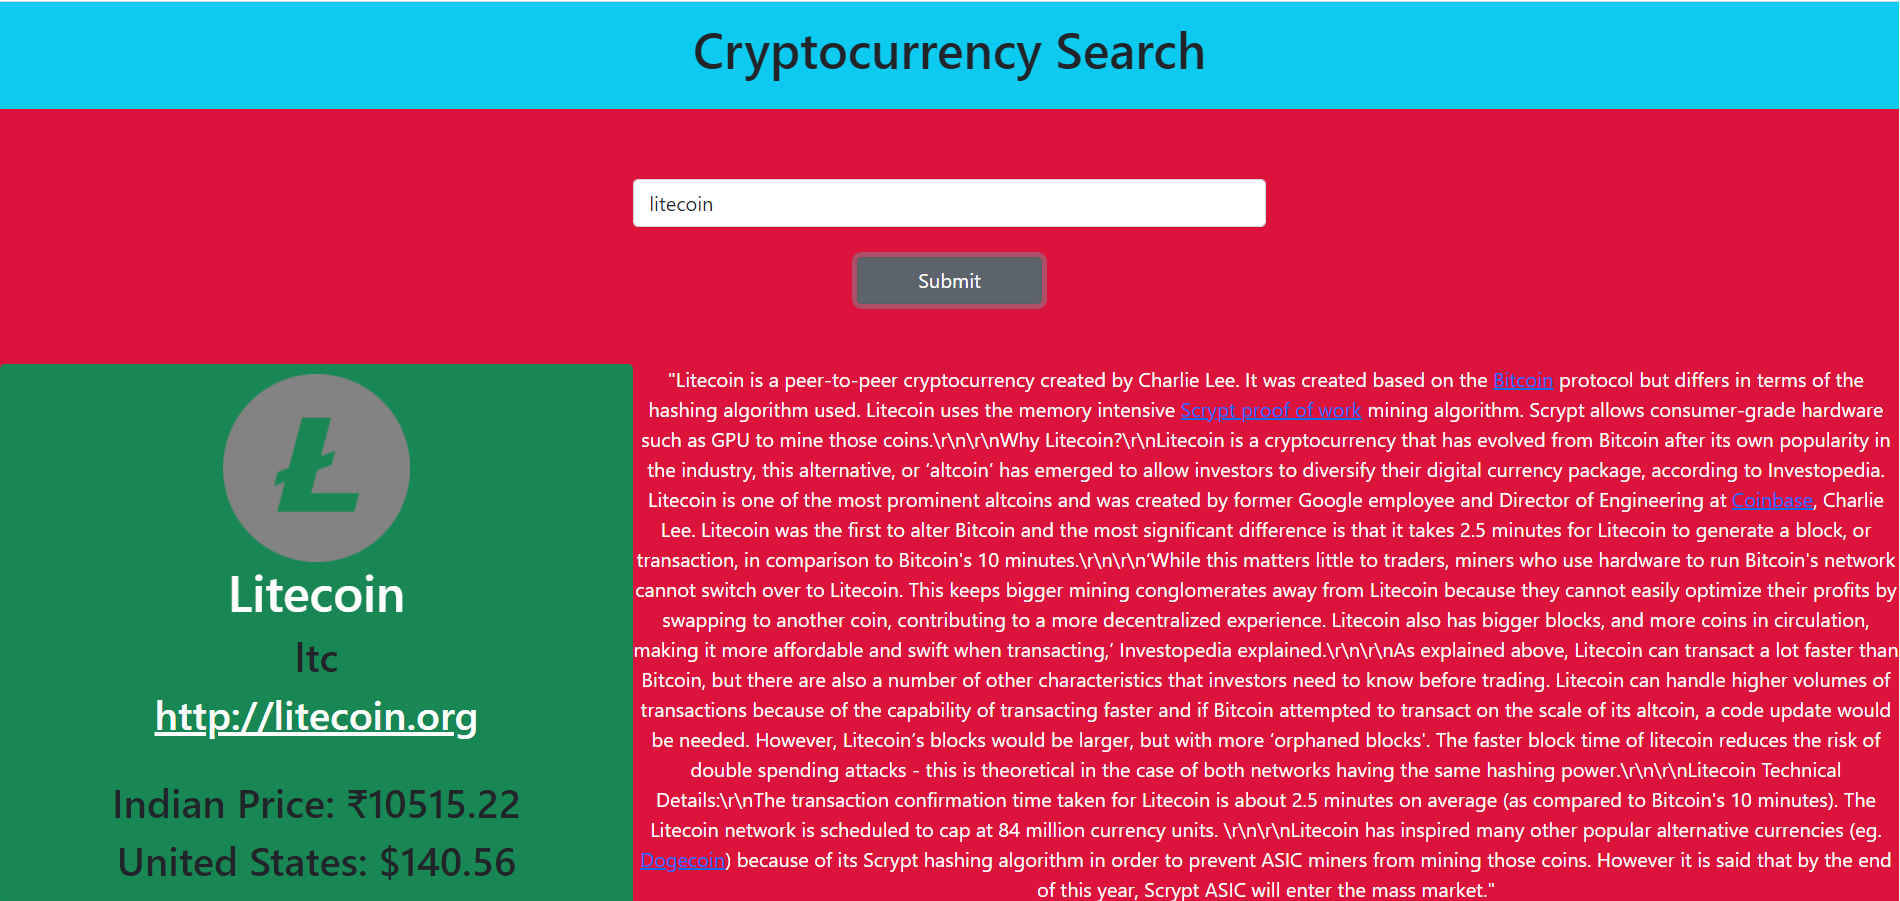 Cryptocurrency Search
litecoin
Submit
Litecoin
ltc
http://litecoin.org
Indian Price: ₹10515.22
United States: $140.56
"Litecoin is a peer-to-peer cryptocurrency created by Charlie Lee. It was created based on the Bitcoin protocol but differs in terms of the
hashing algorithm used. Litecoin uses the memory intensive Scrypt proof of work mining algorithm. Scrypt allows consumer-grade hardware
such as GPU to mine those coins.\r\n\r\nWhy Litecoin?\r\nLitecoin is a cryptocurrency that has evolved from Bitcoin after its own popularity in
the industry, this alternative, or ‘altcoin’ has emerged to allow investors to diversify their digital currency package, according to Investopedia.
Litecoin is one of the most prominent altcoins and was created by former Google employee and Director of Engineering at Coinbase, Charlie
Lee. Litecoin was the first to alter Bitcoin and the most significant difference is that it takes 2.5 minutes for Litecoin to generate a block, or
transaction, in comparison to Bitcoin's 10 minutes.\r\n\r\n‘While this matters little to traders, miners who use hardware to run Bitcoin's network
cannot switch over to Litecoin. This keeps bigger mining conglomerates away from Litecoin because they cannot easily optimize their profits by
swapping to another coin, contributing to a more decentralized experience. Litecoin also has bigger blocks, and more coins in circulation,
making it more affordable and swift when transacting,’ Investopedia explained.\r\n\r\nAs explained above, Litecoin can transact a lot faster than
Bitcoin, but there are also a number of other characteristics that investors need to know before trading. Litecoin can handle higher volumes of
transactions because of the capability of transacting faster and if Bitcoin attempted to transact on the scale of its altcoin, a code update would
be needed. However, Litecoin’s blocks would be larger, but with more ‘orphaned blocks'. The faster block time of litecoin reduces the risk of
double spending attacks - this is theoretical in the case of both networks having the same hashing power.\r\n\r\nLitecoin Technical
Details:\r\nThe transaction confirmation time taken for Litecoin is about 2.5 minutes on average (as compared to Bitcoin's 10 minutes). The
Litecoin network is scheduled to cap at 84 million currency units. \r\n\r\nLitecoin has inspired many other popular alternative currencies (eg.
Dogecoin) because of its Scrypt hashing algorithm in order to prevent ASIC miners from mining those coins. However it is said that by the end
of this year, Scrypt ASIC will enter the mass market."